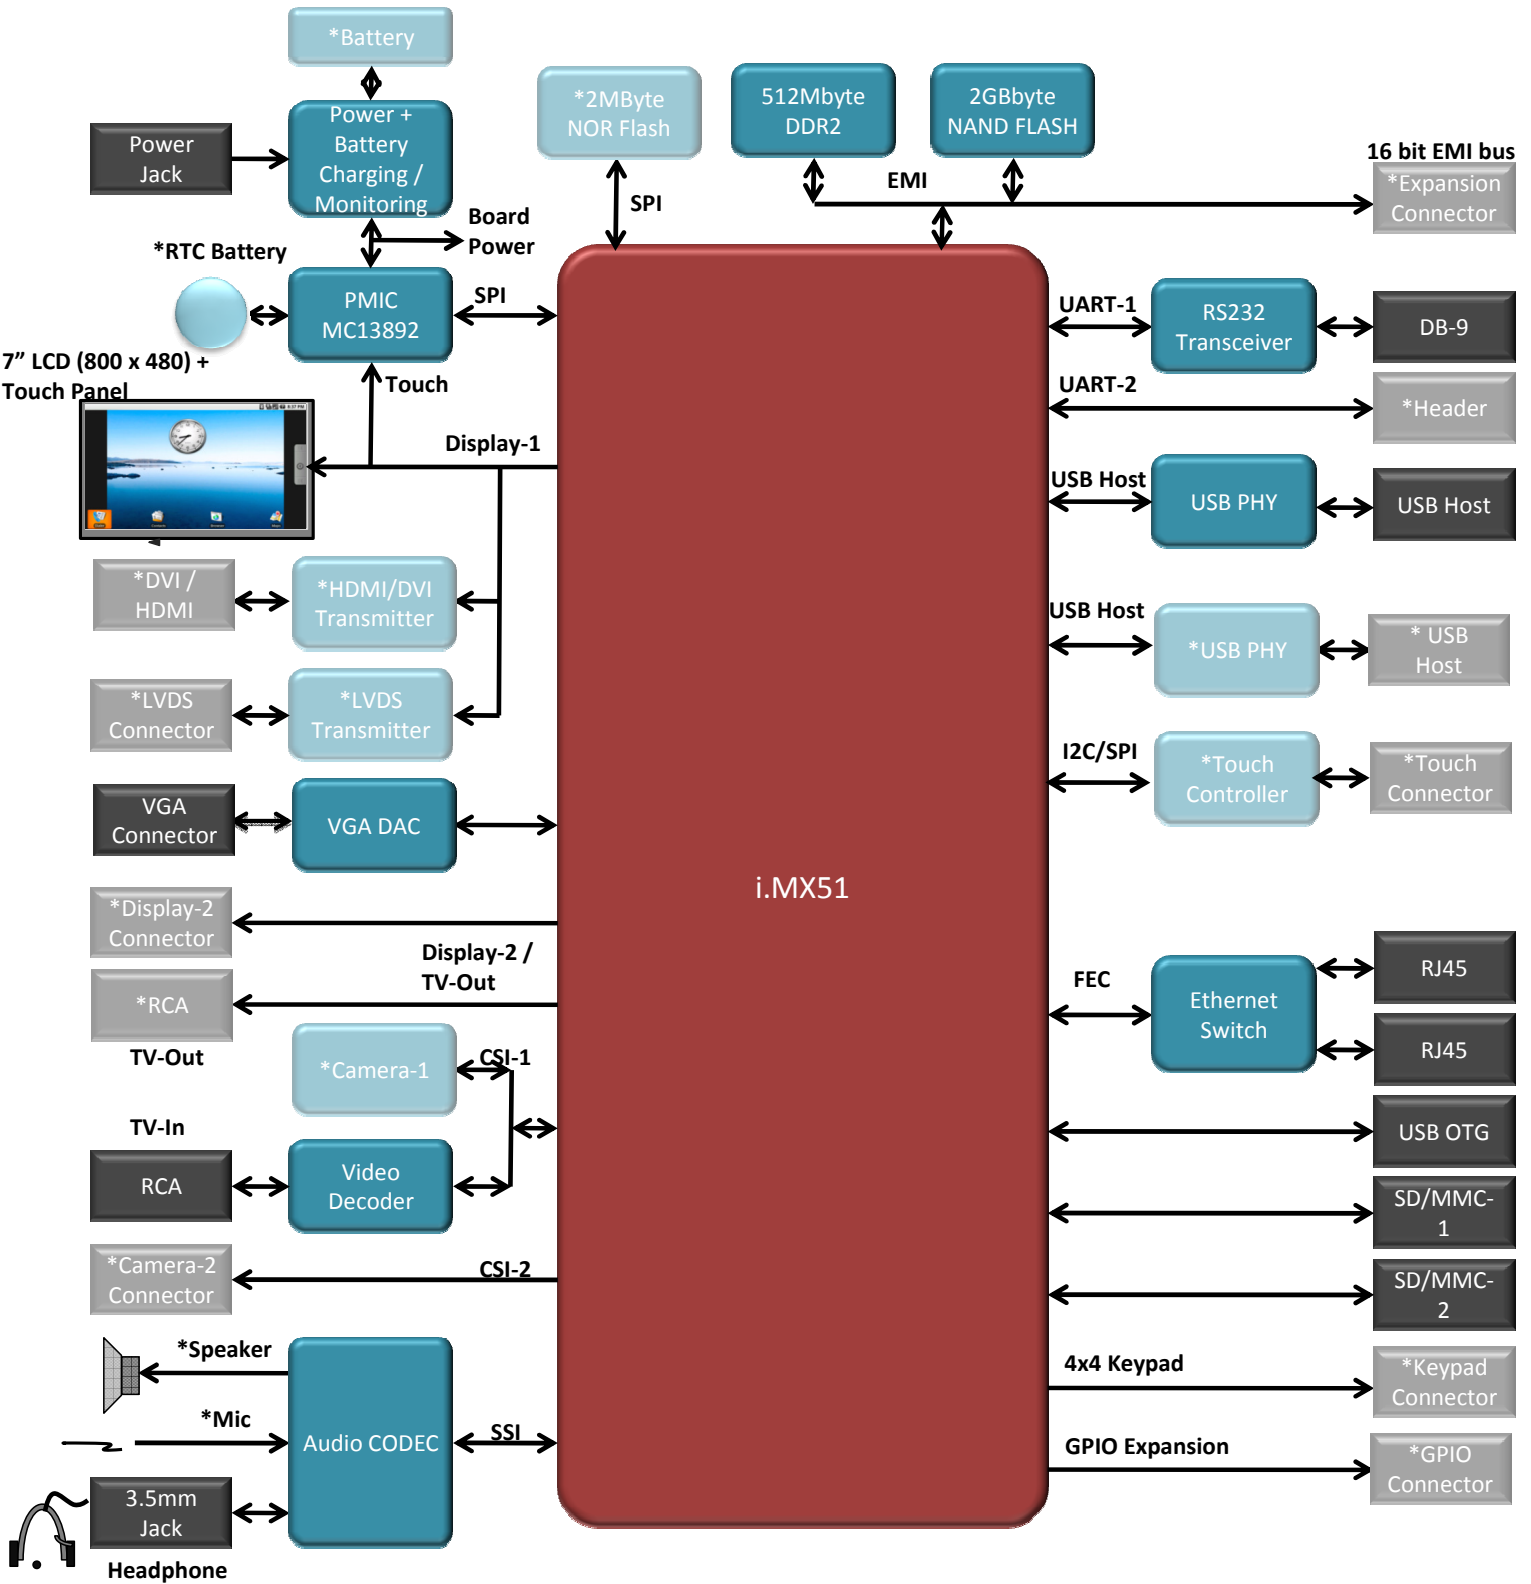 *Battery
Power +
Battery
Charging /
Monitoring
Power
Jack
*2MByte
NOR Flash
512Mbyte
DDR2
2GBbyte
NAND FLASH
16 bit EMI bus
*Expansion
Connector
EMI
SPI
Board
Power
*RTC Battery
PMIC
MC13892
SPI
UART-1
RS232
Transceiver
DB-9
7” LCD (800 x 480) +
Touch Panel
Touch
UART-2
*Header
Display-1
USB Host
USB PHY
USB Host
*DVI /
HDMI
*HDMI/DVI
Transmitter
USB Host
*USB PHY
* USB
Host
*LVDS
Connector
*LVDS
Transmitter
I2C/SPI
*Touch
Controller
*Touch
Connector
VGA
Connector
VGA DAC
i.MX51
*Display-2
Connector
Display-2 /
TV-Out
*RCA
TV-Out
FEC
Ethernet
Switch
RJ45
RJ45
*Camera-1
CSI-1
TV-In
RCA
Video
Decoder
USB OTG
SD/MMC-
1
*Camera-2
Connector
CSI-2
SD/MMC-
2
*Speaker
4x4 Keypad
*Keypad
Connector
*Mic
Audio CODEC
SSI
GPIO Expansion
*GPIO
Connector
3.5mm
Jack
Headphone